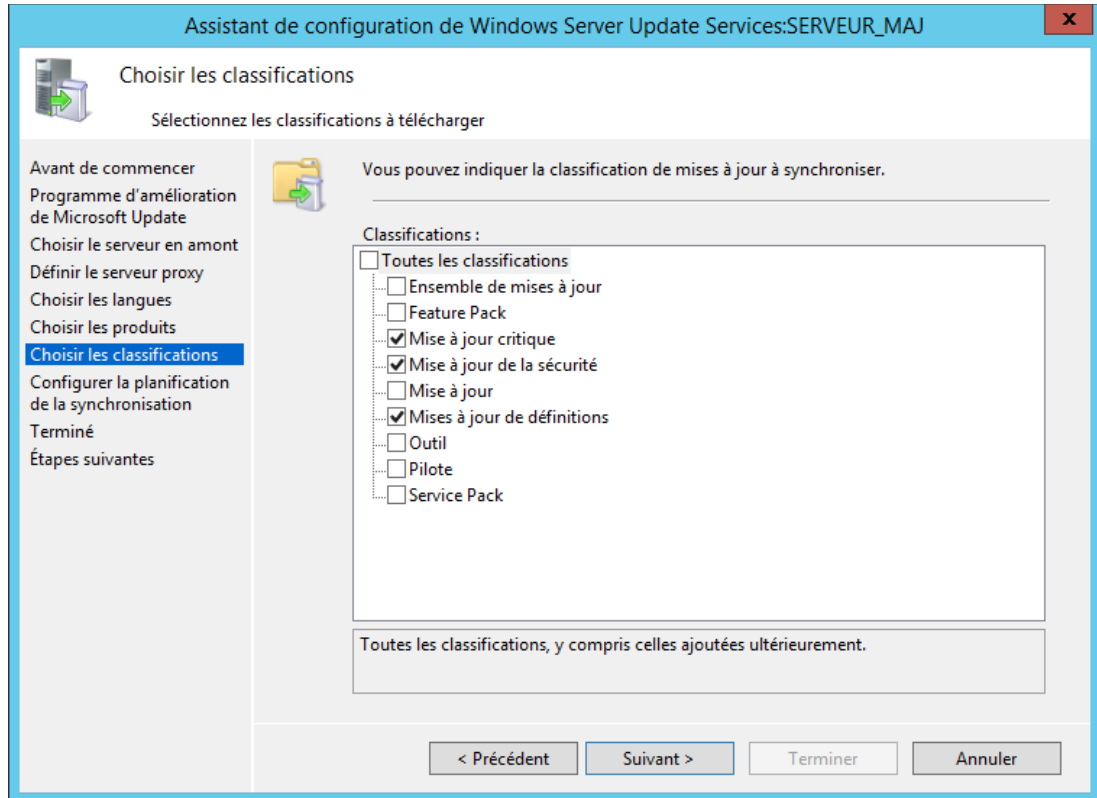 Assistant de configuration de Windows Server Update Services:SERVEUR_MAJ
x
Choisir les classifications
Sélectionnez les classifications à télécharger
Avant de commencer
Programme d'amélioration
de Microsoft Update
Choisir le serveur en amont
Définir le serveur proxy
Choisir les langues
Choisir les produits
Choisir les classifications
Configurer la planification
de la synchronisation
Terminé
Étapes suivantes
Vous pouvez indiquer la classification de mises à jour à synchroniser.
Classifications :
Toutes les classifications
Ensemble de mises à jour
Feature Pack
Mise à jour critique
Mise à jour de la sécurité
Mise à jour
Mises à jour de définitions
Outil
Pilote
Service Pack
Toutes les classifications, y compris celles ajoutées ultérieurement.
< Précédent
Suivant >
Terminer
Annuler